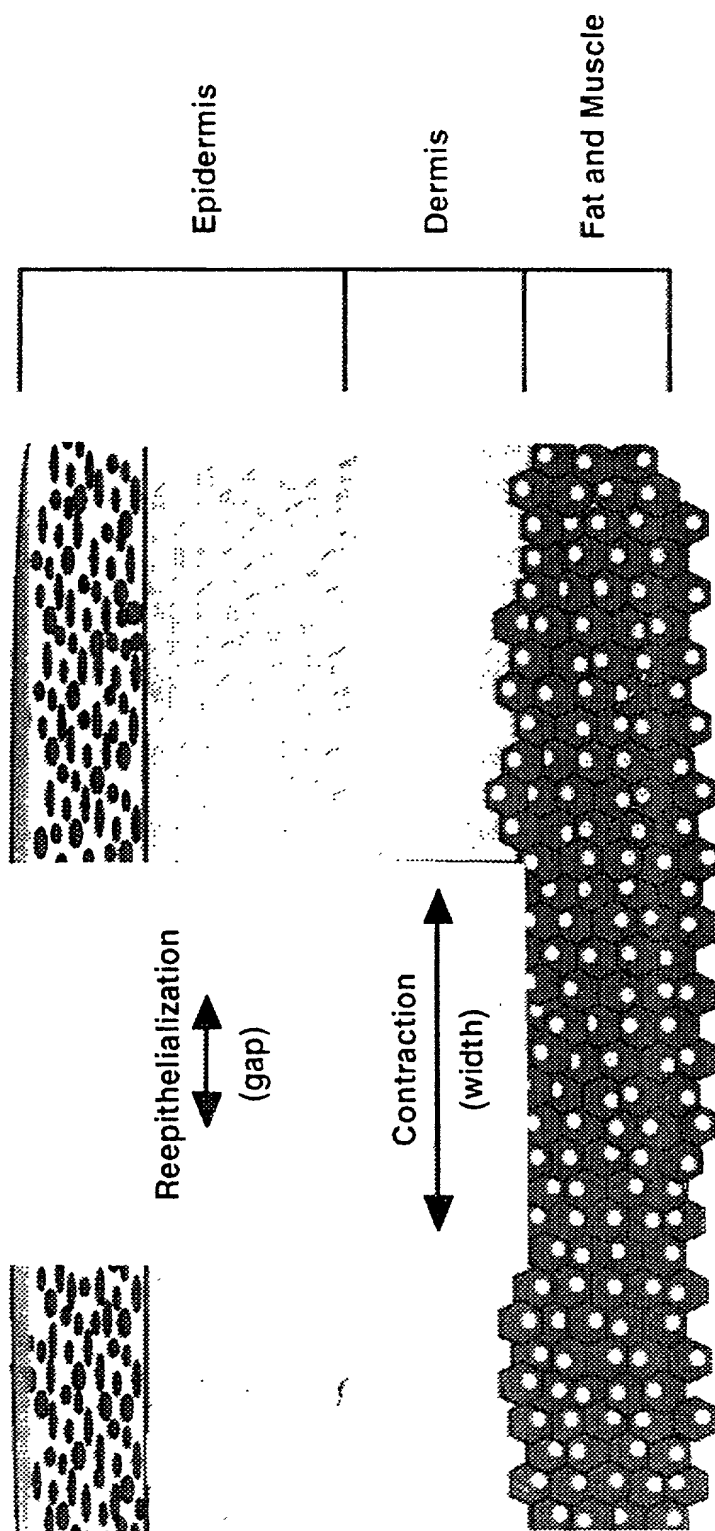 Reepithelialization
(gap)
Contraction
(width)
Epidermis
Dermis
Fat and Muscle